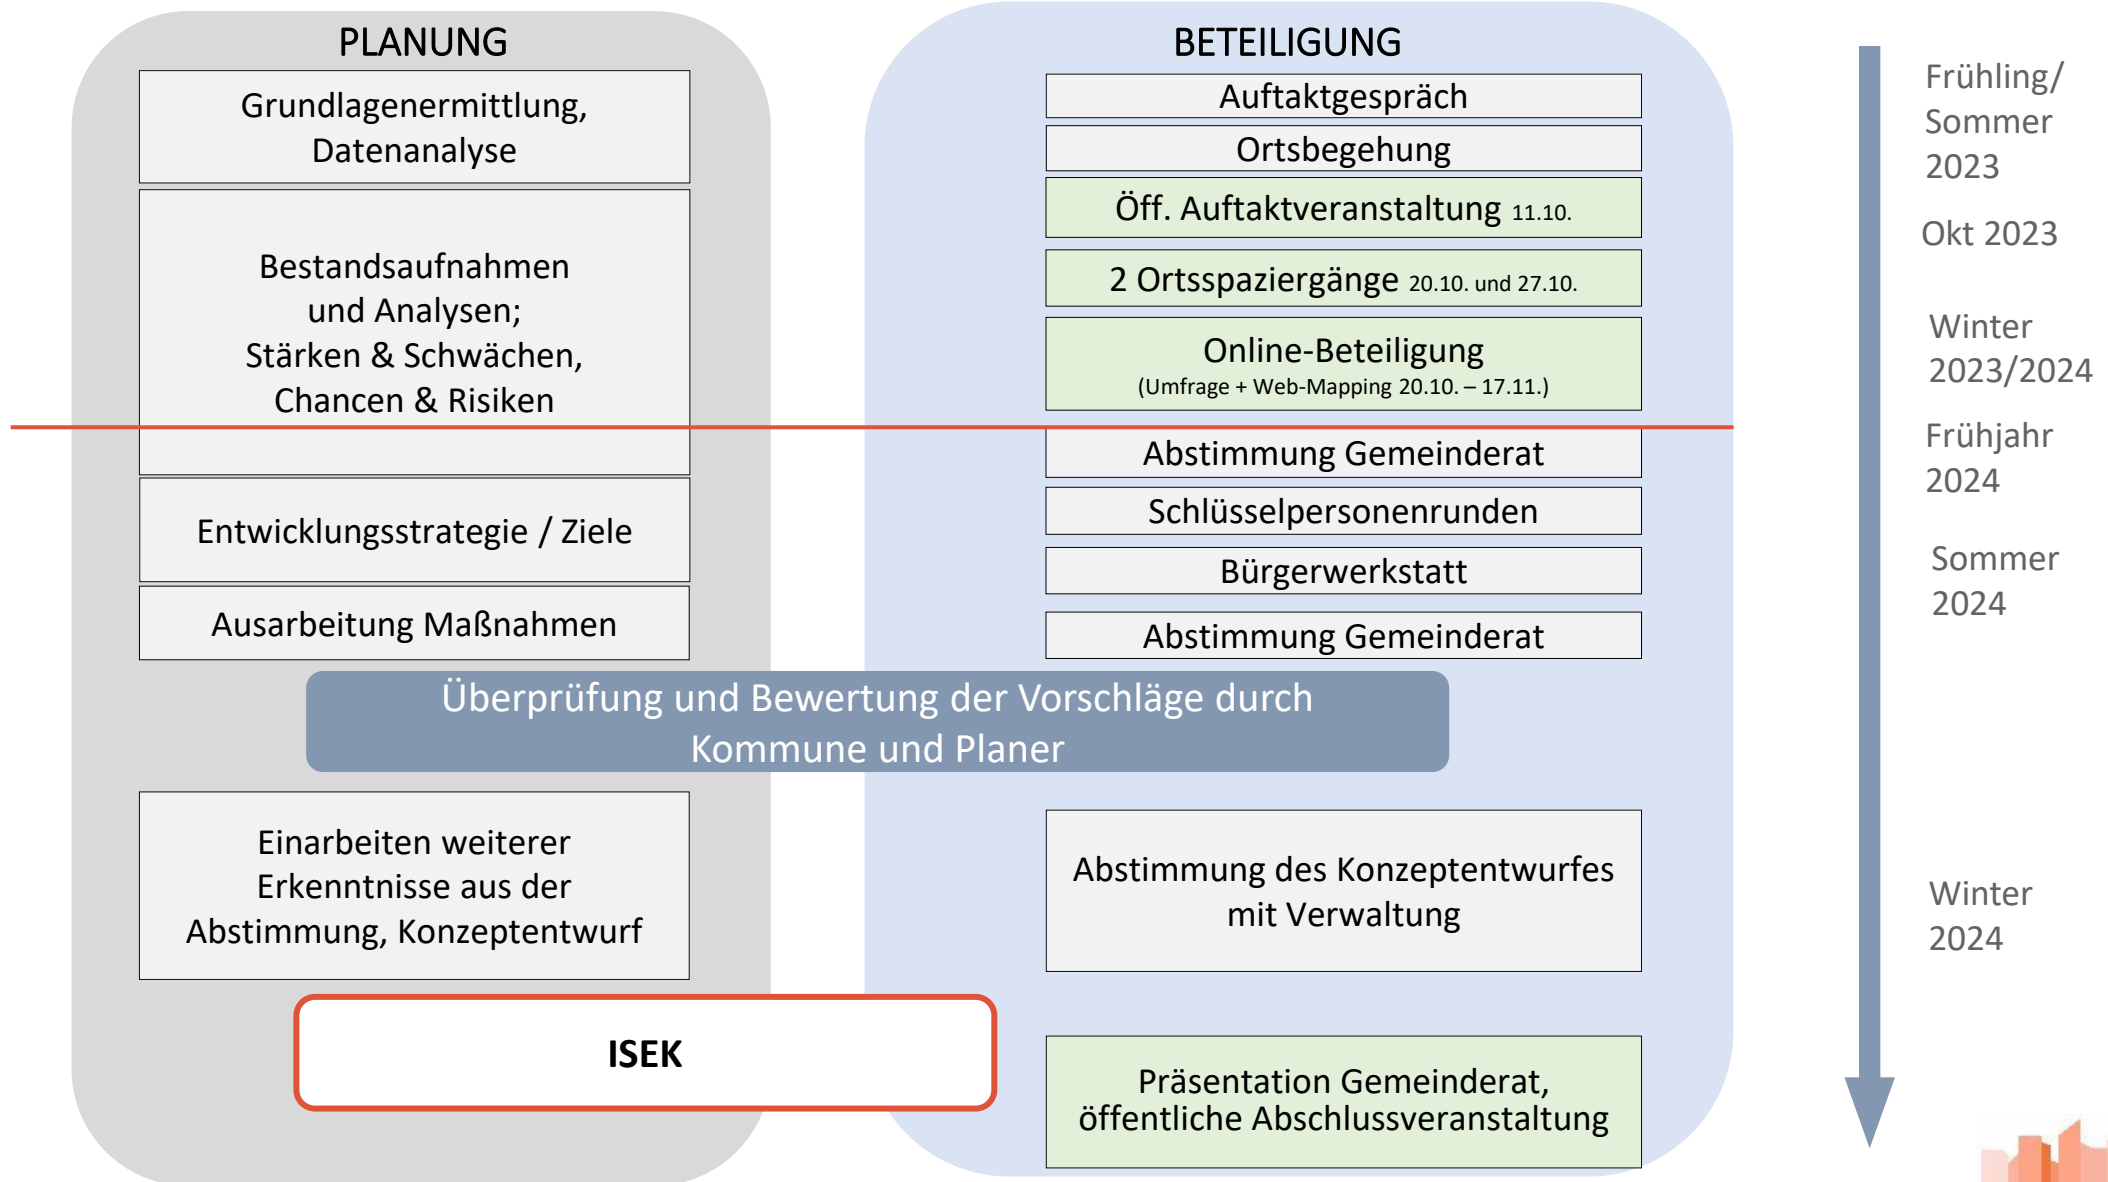 PLANUNG
Grundlagenermittlung,
Datenanalyse
Bestandsaufnahmen
und Analysen;
Stärken & Schwächen,
Chancen & Risiken
Entwicklungsstrategie / Ziele
Ausarbeitung Maßnahmen
BETEILIGUNG
Auftaktgespräch
Ortsbegehung
Öff. Auftaktveranstaltung 11.10.
2 Ortsspaziergänge 20.10. und 27.10.
Online-Beteiligung
(Umfrage + Web-Mapping 20.10. – 17.11.)
Abstimmung Gemeinderat
Schlüsselpersonenrunden
Bürgerwerkstatt
Abstimmung Gemeinderat
Überprüfung und Bewertung der Vorschläge durch
Kommune und Planer
Einarbeiten weiterer
Erkenntnisse aus der
Abstimmung, Konzeptentwurf
Abstimmung des Konzeptentwurfes
mit Verwaltung
ISEK
Präsentation Gemeinderat,
öffentliche Abschlussveranstaltung
Frühling/
Sommer
2023
Okt 2023
Winter
2023/2024
Frühjahr
2024
Sommer
2024
Winter
2024